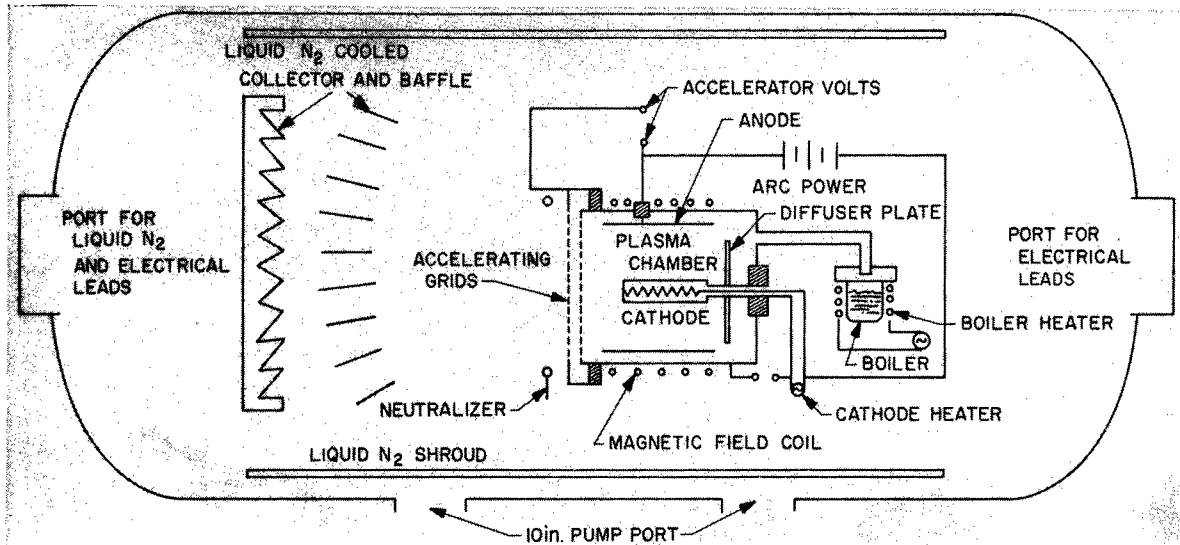 LIQUID N2 COOLED
COLLECTOR AND BAFFLE
ACCELERATOR VOLTS
ANODE
ARC POWER
DIFFUSER PLATE
PORT FOR
LIQUID N2
AND ELECTRICAL
LEADS
ACCELERATING
GRIDS
PLASMA
CHAMBER
CATHODE
PORT FOR
ELECTRICAL
LEADS
BOILER HEATER
BOILER
NEUTRALIZER
CATHODE HEATER
MAGNETIC FIELD COIL
LIQUID N2 SHROUD
10in. PUMP PORT